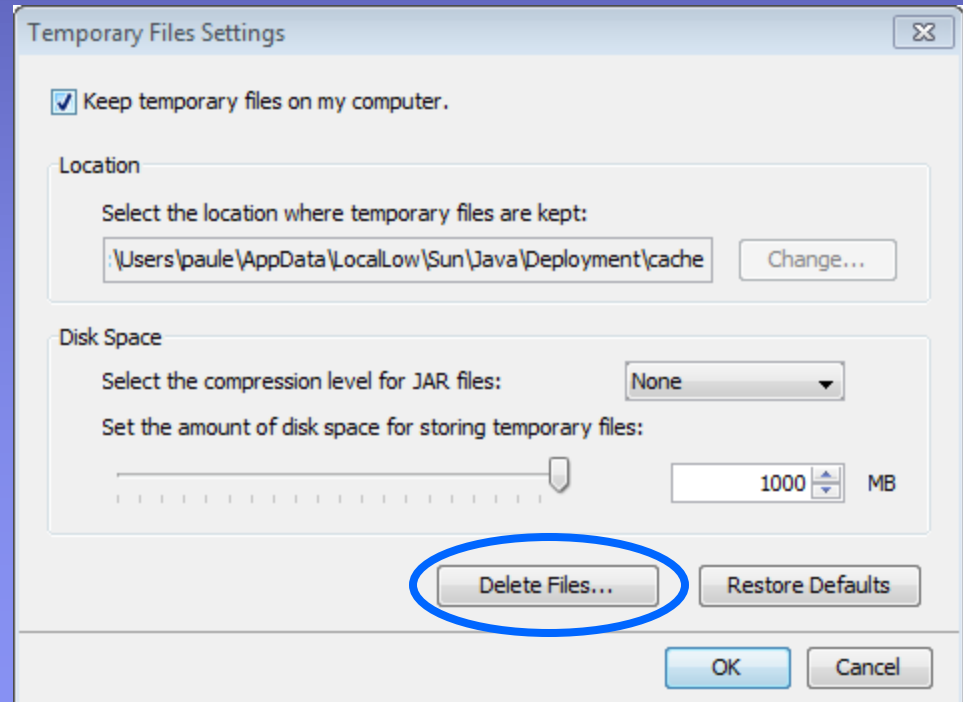 Temporary Files Settings
Keep temporary files on my computer.
Location
Select the location where temporary files are kept:
:\Users\paule\AppData\LocalLow\Sun\Java\Deployment\cache
Change...
Disk Space
Select the compression level for JAR files:
None
Set the amount of disk space for storing temporary files:
1000 MB
Delete Files...
Restore Defaults
OK
Cancel